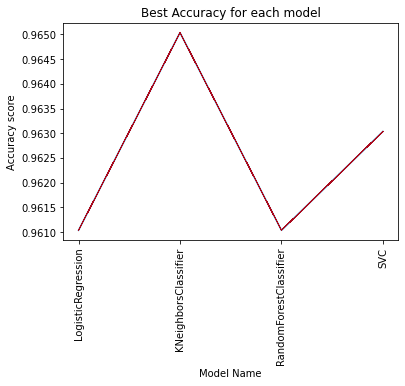 Best Accuracy for each model
Accuracy score
0.9650
0.9645
0.9640
0.9635
0.9630
0.9625
0.9620
0.9615
0.9610
LogisticRegression
KNeighborsClassifier
RandomForestClassifier
SVC
Model Name